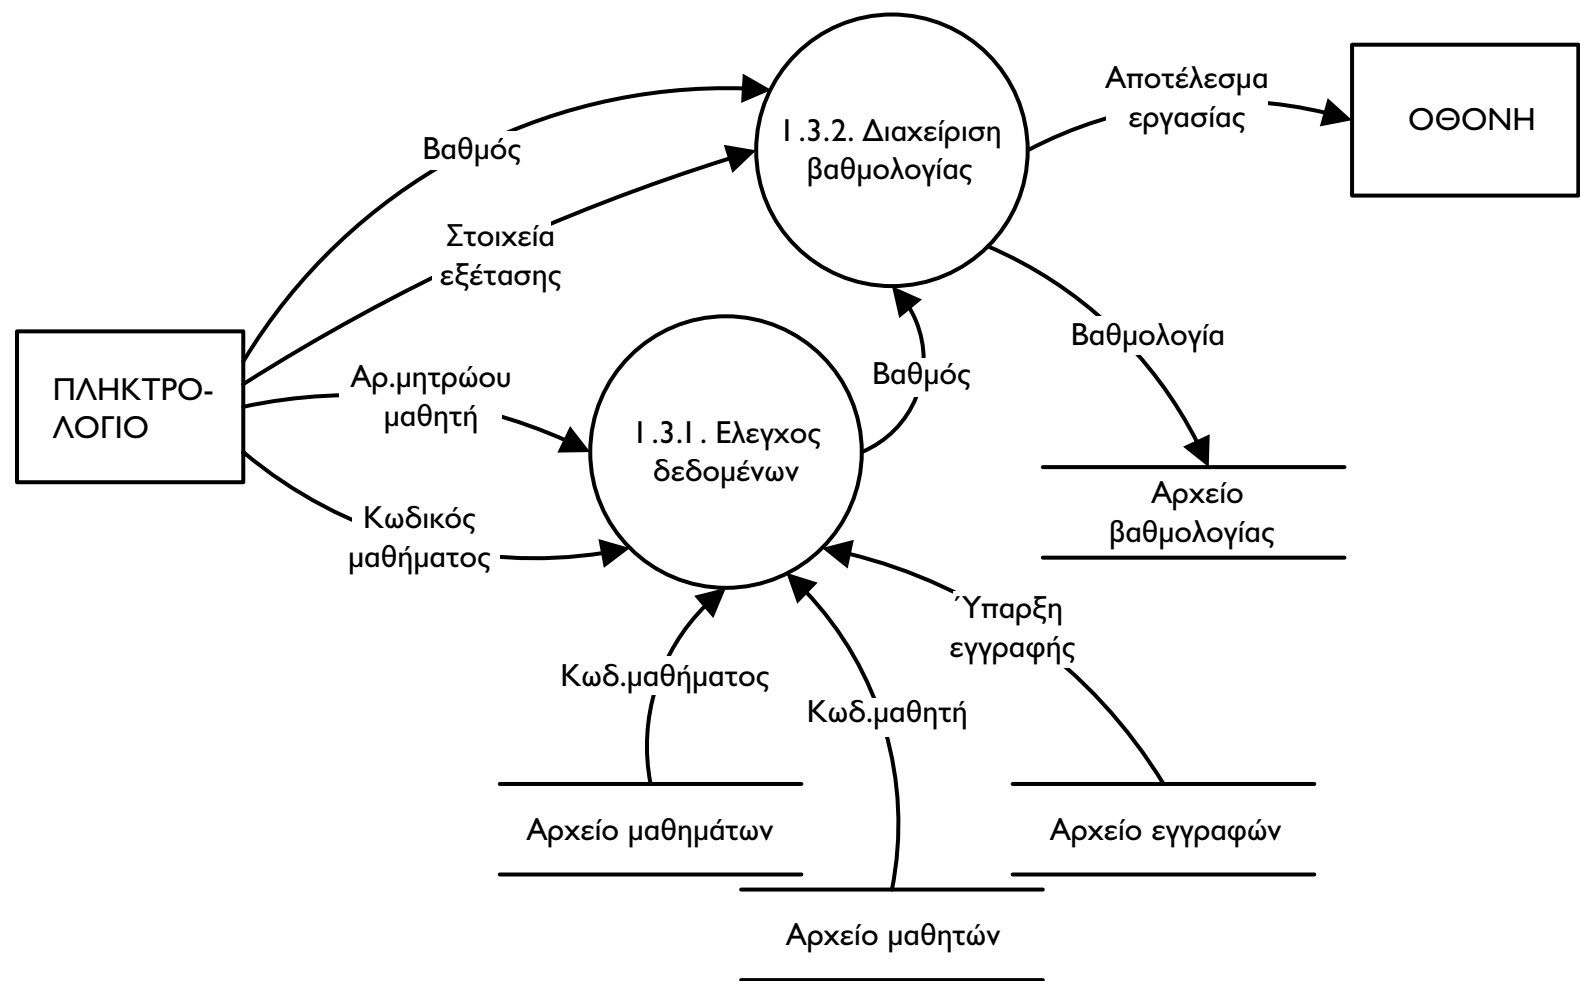 Αποτέλεσμα
εργασίας
ΟΘΟΝΗ
1.3.2. Διαχείριση
βαθμολογίας
Βαθμός
Στοιχεία
εξέτασης
ΠΛΗΚΤΡΟ-
ΛΟΓΙΟ
Αρ.μητρώου
μαθητή
Βαθμός
Βαθμολογία
1.3.1. Ελεγχος
δεδομένων
Κωδικός
μαθήματος
Αρχείο
βαθμολογίας
Ύπαρξη
εγγραφής
Κωδ.μαθήματος
Κωδ.μαθητή
Αρχείο μαθημάτων
Αρχείο εγγραφών
Αρχείο μαθητών